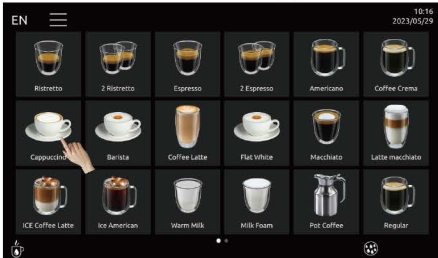 EN
10:16
2023/05/29
Ristretto
2 Ristretto
Espresso
2 Espresso
Americano
Coffee Crema
Cappuccino
Barista
Coffee Latte
Flat White
Macchiato
Latte macchiato
ICE Coffee Latte
Ice American
Warm Milk
Milk Foam
Pot Coffee
Regular